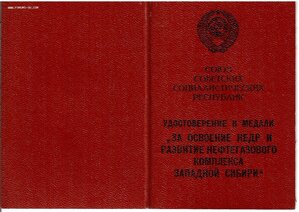 СОЮЗ
СОВЕТСКИХ
СОЦИАЛИСТИЧЕСКИХ
РЕСПУБЛИК
УДОСТОВЕРЕНИЕ К МЕДАЛИ
„ЗА ОСВОЕНИЕ НЕДР И
РАЗВИТИЕ НЕФТЕГАЗОВОГО
КОМПЛЕКСА
ЗАПАДНОЙ СИБИРИ“